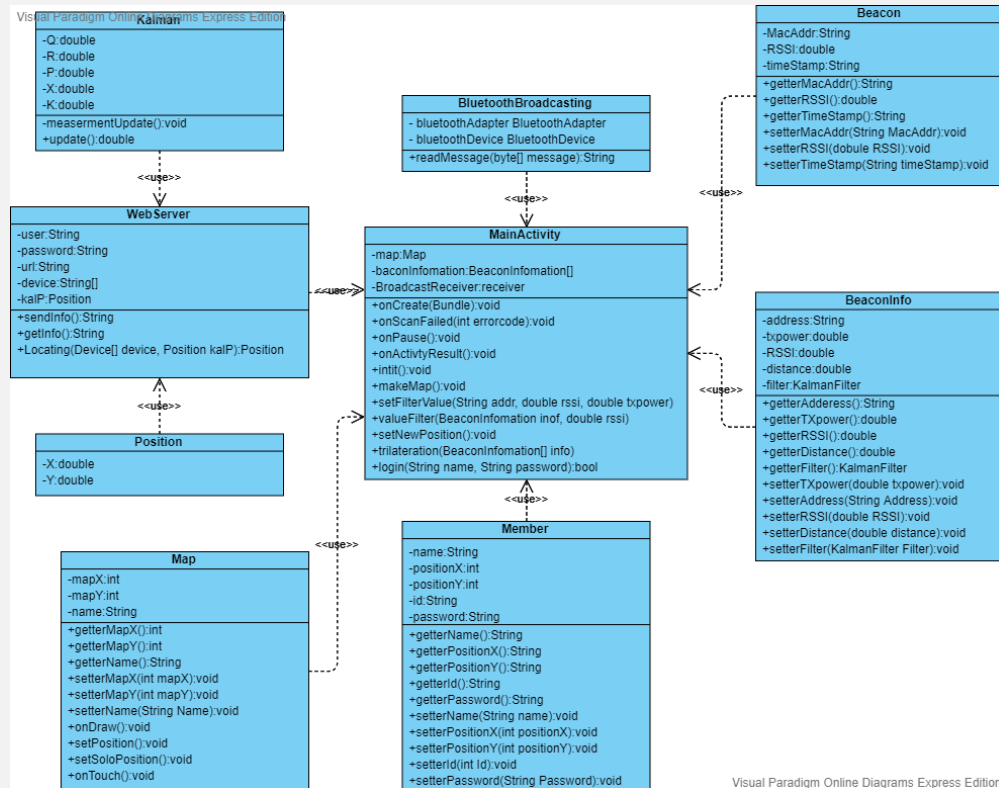 Visual Paradigm Online Diagrams Express Edition
Kalman
-Q:double
-R:double
-P:double
-X:double
-K:double
-measermentUpdate():void
+update():double
<<use>>
WebServer
-user:String
-password:String
-url:String
-device:String[]
-kalP:Position
+sendInfo():String
+getInfo():String
+Locating(Device[] device, Position kalP):Position
<<use>>
<<use>>
Position
-X:double
-Y:double
Map
-mapX:int
-mapY:int
-name:String
+getterMapX():int
+getterMapY():int
+getterName():String
+setterMapX(int mapX):void
+setterMapY(int mapY):void
+setterName(String Name):void
+onDraw():void
+setPosition():void
+setSoloPosition():void
+onTouch():void
<<use>>
BluetoothBroadcasting
- bluetoothAdapter BluetoothAdapter
- bluetoothDevice BluetoothDevice
+readMessage(byte[] message):String
<<use>>
MainActivity
-map:Map
-baconInfomation:BeaconInfomation[]
-BroadcastReceiver:receiver
+onCreate(Bundle):void
+onScanFailed(int errorcode):void
+onPause():void
+onActivtyResult():void
+intit():void
+makeMap():void
+setFilterValue(String addr, double rssi, double txpower)
+valueFilter(BeaconInfomation inof, double rssi)
+setNewPosition():void
+trilateration(BeaconInfomation[] info)
+login(String name, String password):bool
<<use>>
Member
-name:String
-positionX:int
-positionY:int
-id:String
-password:String
+getterName():String
+getterPositionX():String
+getterPositionY():String
+getterId():String
+getterPassword():String
+setterName(String name):void
+setterPositionX(int positionX):void
+setterPositionY(int positionY):void
+setterId(int Id):void
+setterPassword(String Password):void
Beacon
-MacAddr:String
-RSSI:double
-timeStamp:String
+getterMacAddr():String
+getterRSSI():double
+getterTimeStamp():String
+setterMacAddr(String MacAddr):void
+setterRSSI(dobule RSSI):void
+setterTimeStamp(String timeStamp):void
<<use>>
BeaconInfo
-address:String
-txpower:double
-RSSI:double
-distance:double
-filter:KalmanFilter
+getterAdderess():String
+getterTXpower():double
+getterRSSI():double
+getterDistance():double
+getterFilter():KalmanFilter
+setterTXpower(double txpower):void
+setterAddress(String Address):void
+setterRSSI(double RSSI):void
+setterDistance(double distance):void
+setterFilter(KalmanFilter Filter):void
<<use>>
Visual Paradigm Online Diagrams Express Edition